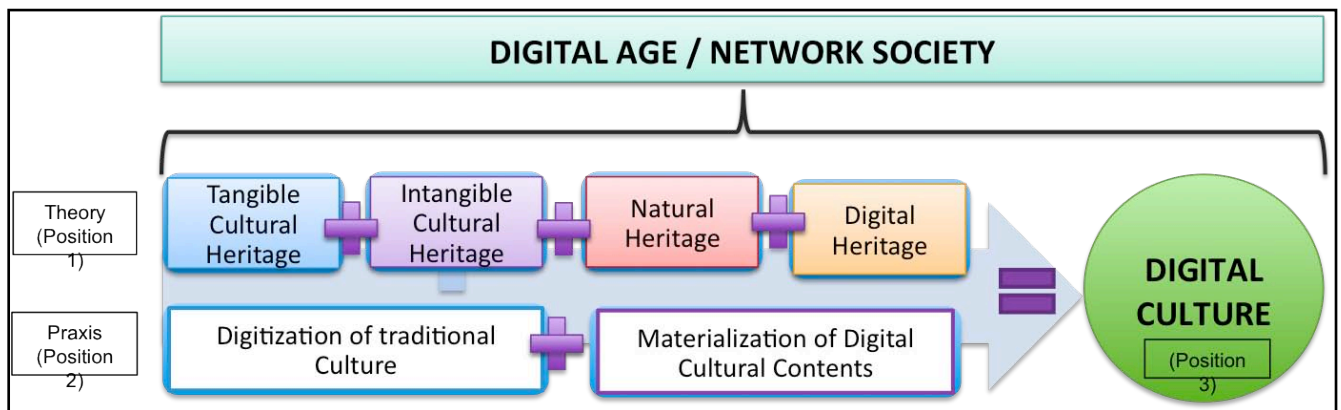 DIGITAL AGE / NETWORK SOCIETY
Theory
(Position
1)
Tangible
Cultural
Heritage
Intangible
Cultural
Heritage
Natural
Heritage
Digital
Heritage
Praxis
(Position
2)
Digitization of traditional
Culture
Materialization of Digital
Cultural Contents
DIGITAL
CULTURE
(Position
3)